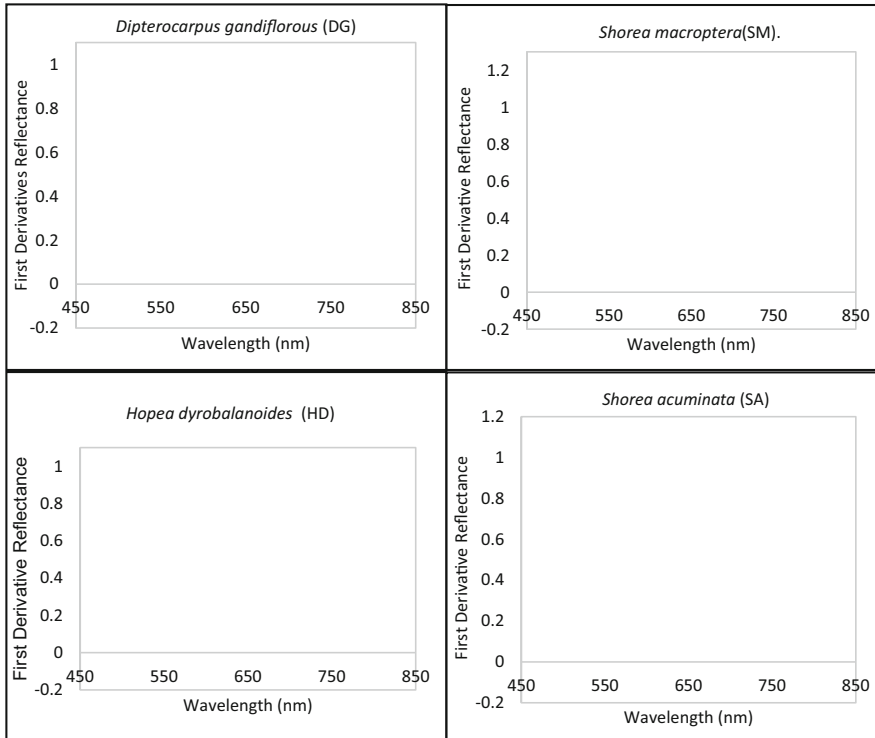 Dipterocarpus gandiflorous (DG)
First Derivatives Reflectance
1
0.8
0.6
0.4
0.2
0
-0.2
450 550 650 750 850
Wavelength (nm)
Shorea macroptera(SM).
First Derivative Reflectance
1.2
1
0.8
0.6
0.4
0.2
0
-0.2
450 550 650 750 850
Wavelength (nm)
Hopea dyrobalanoides (HD)
First Derivative Reflectance
1
0.8
0.6
0.4
0.2
0
-0.2
450 550 650 750 850
Wavelength (nm)
Shorea acuminata (SA)
First Derivative Reflectance
1.2
1
0.8
0.6
0.4
0.2
0
-0.2
450 550 650 750 850
Wavelength (nm)